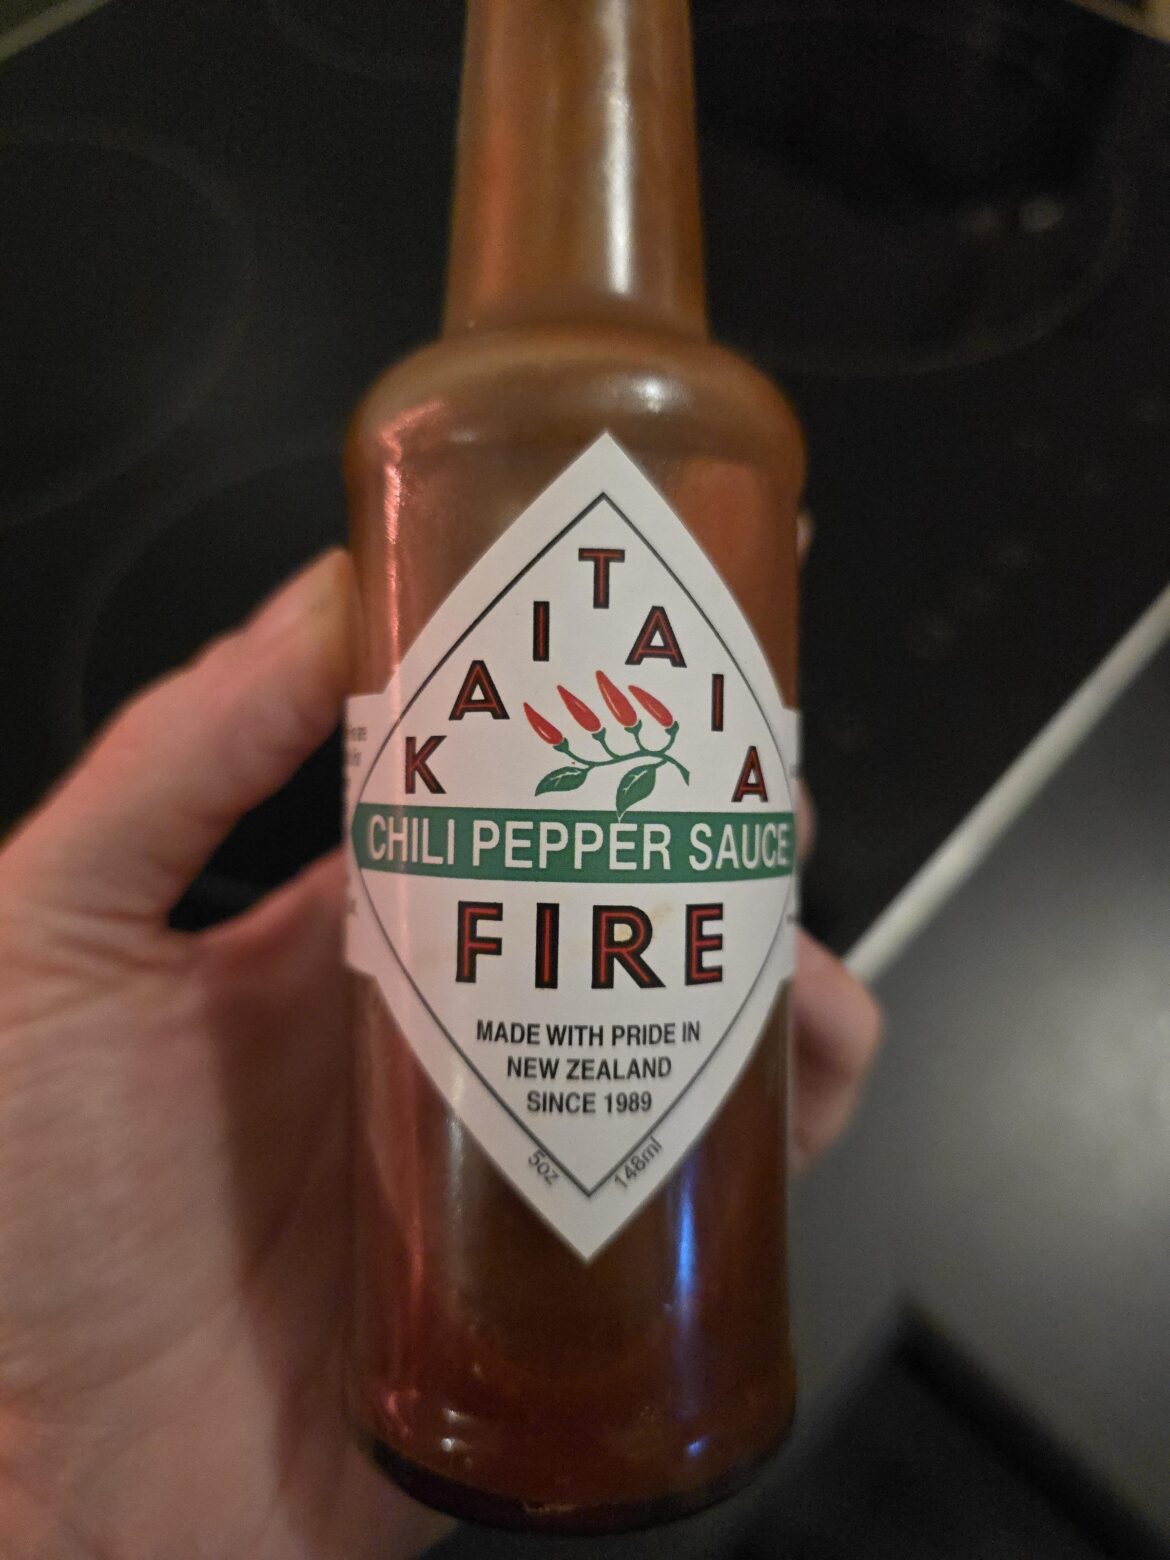 KAITAIA
CHILI PEPPER SAUCE
FIRE
MADE WITH PRIDE IN
NEW ZEALAND
SINCE 1989
5oz 148ml